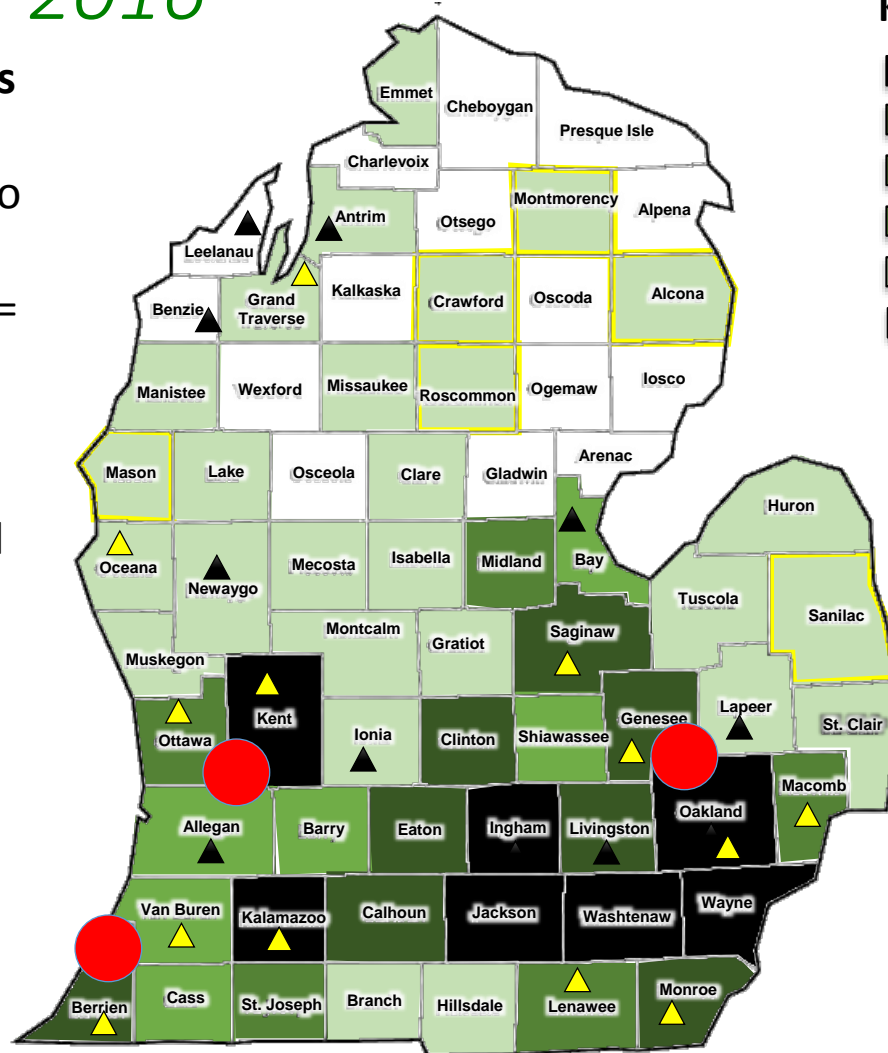 2016
s
o
=
Emmet
Cheboygan
Presque Isle
Charlevoix
Montmorency
Alpena
Antrim
Otsego
Leelanau
Kalkaska
Crawford
Oscoda
Alcona
Benzie
Grand
Traverse
Manistee
Wexford
Missaukee
Roscommon
Ogemaw
Iosco
Mason
Lake
Osceola
Clare
Gladwin
Arenac
Huron
Oceana
Newaygo
Mecosta
Isabella
Midland
Bay
Tuscola
Sanilac
Muskegon
Montcalm
Gratiot
Saginaw
Ottawa
Kent
Ionia
Clinton
Shiawassee
Genesee
Lapeer
St. Clair
Allegan
Barry
Eaton
Ingham
Livingston
Oakland
Macomb
Van Buren
Kalamazoo
Calhoun
Jackson
Washtenaw
Wayne
Berrien
Cass
St. Joseph
Branch
Hillsdale
Lenawee
Monroe